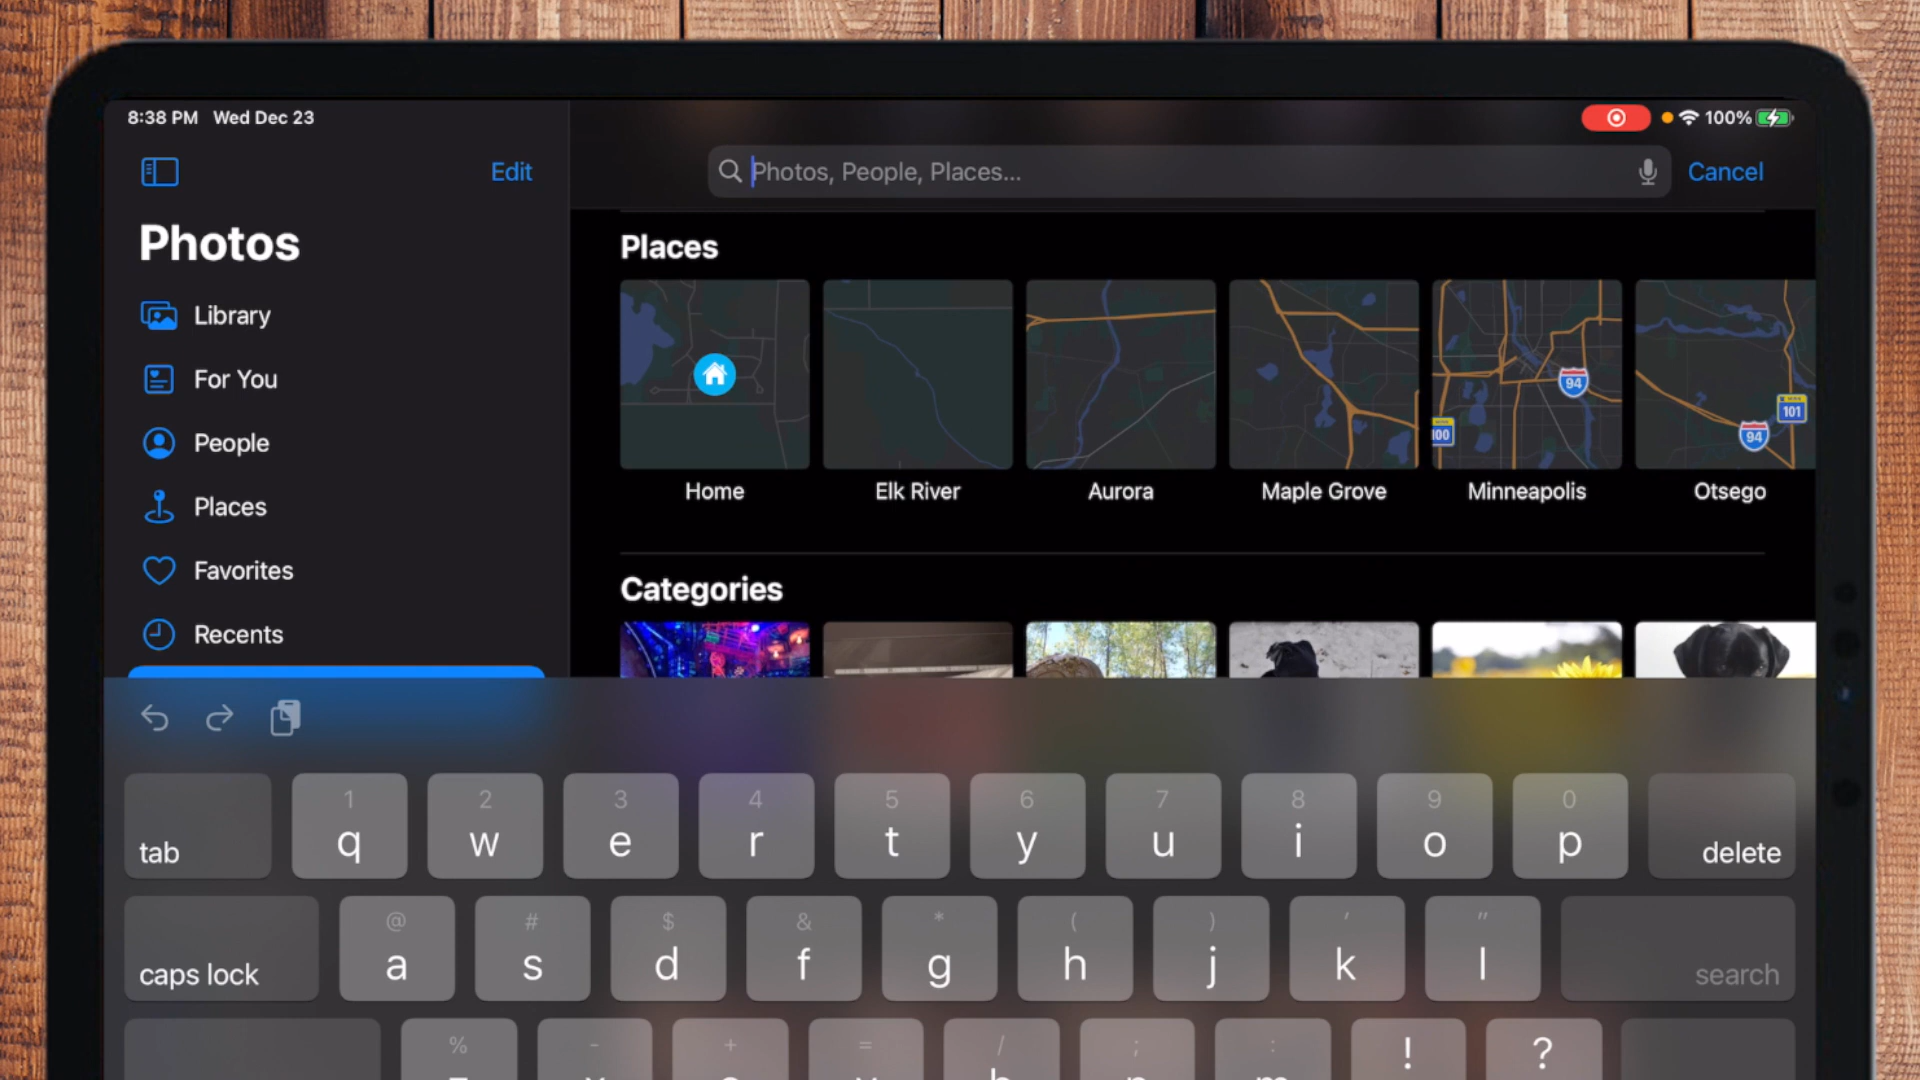 8:38 PM Wed Dec 23
100%
Edit
Photos, People, Places...
Cancel
Photos
Library
For You
People
Places
Favorites
Recents
Places
94
100
101
94
Home Elk River Aurora Maple Grove Minneapolis Otsego
Categories
1 2 3 4 5 6 7 8 9 0
tab q w e r t y u i o p delete
@ # $ & * ( ) ' "
caps lock a s d f g h j k l search
% - + = / ; : ! ?